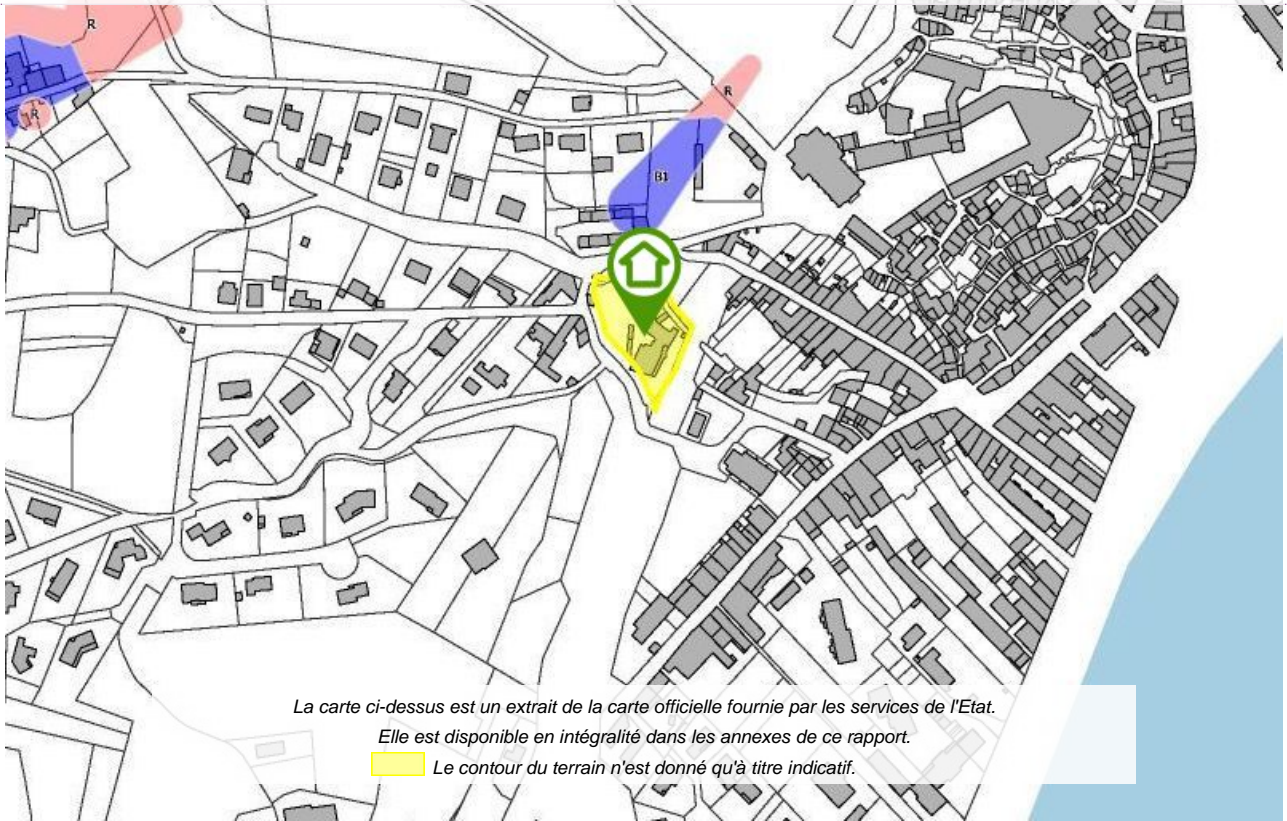 R
R
R
B1
La carte ci-dessus est un extrait de la carte officielle fournie par les services de l'Etat.
Elle est disponible en intégralité dans les annexes de ce rapport.
Le contour du terrain n'est donné qu'à titre indicatif.